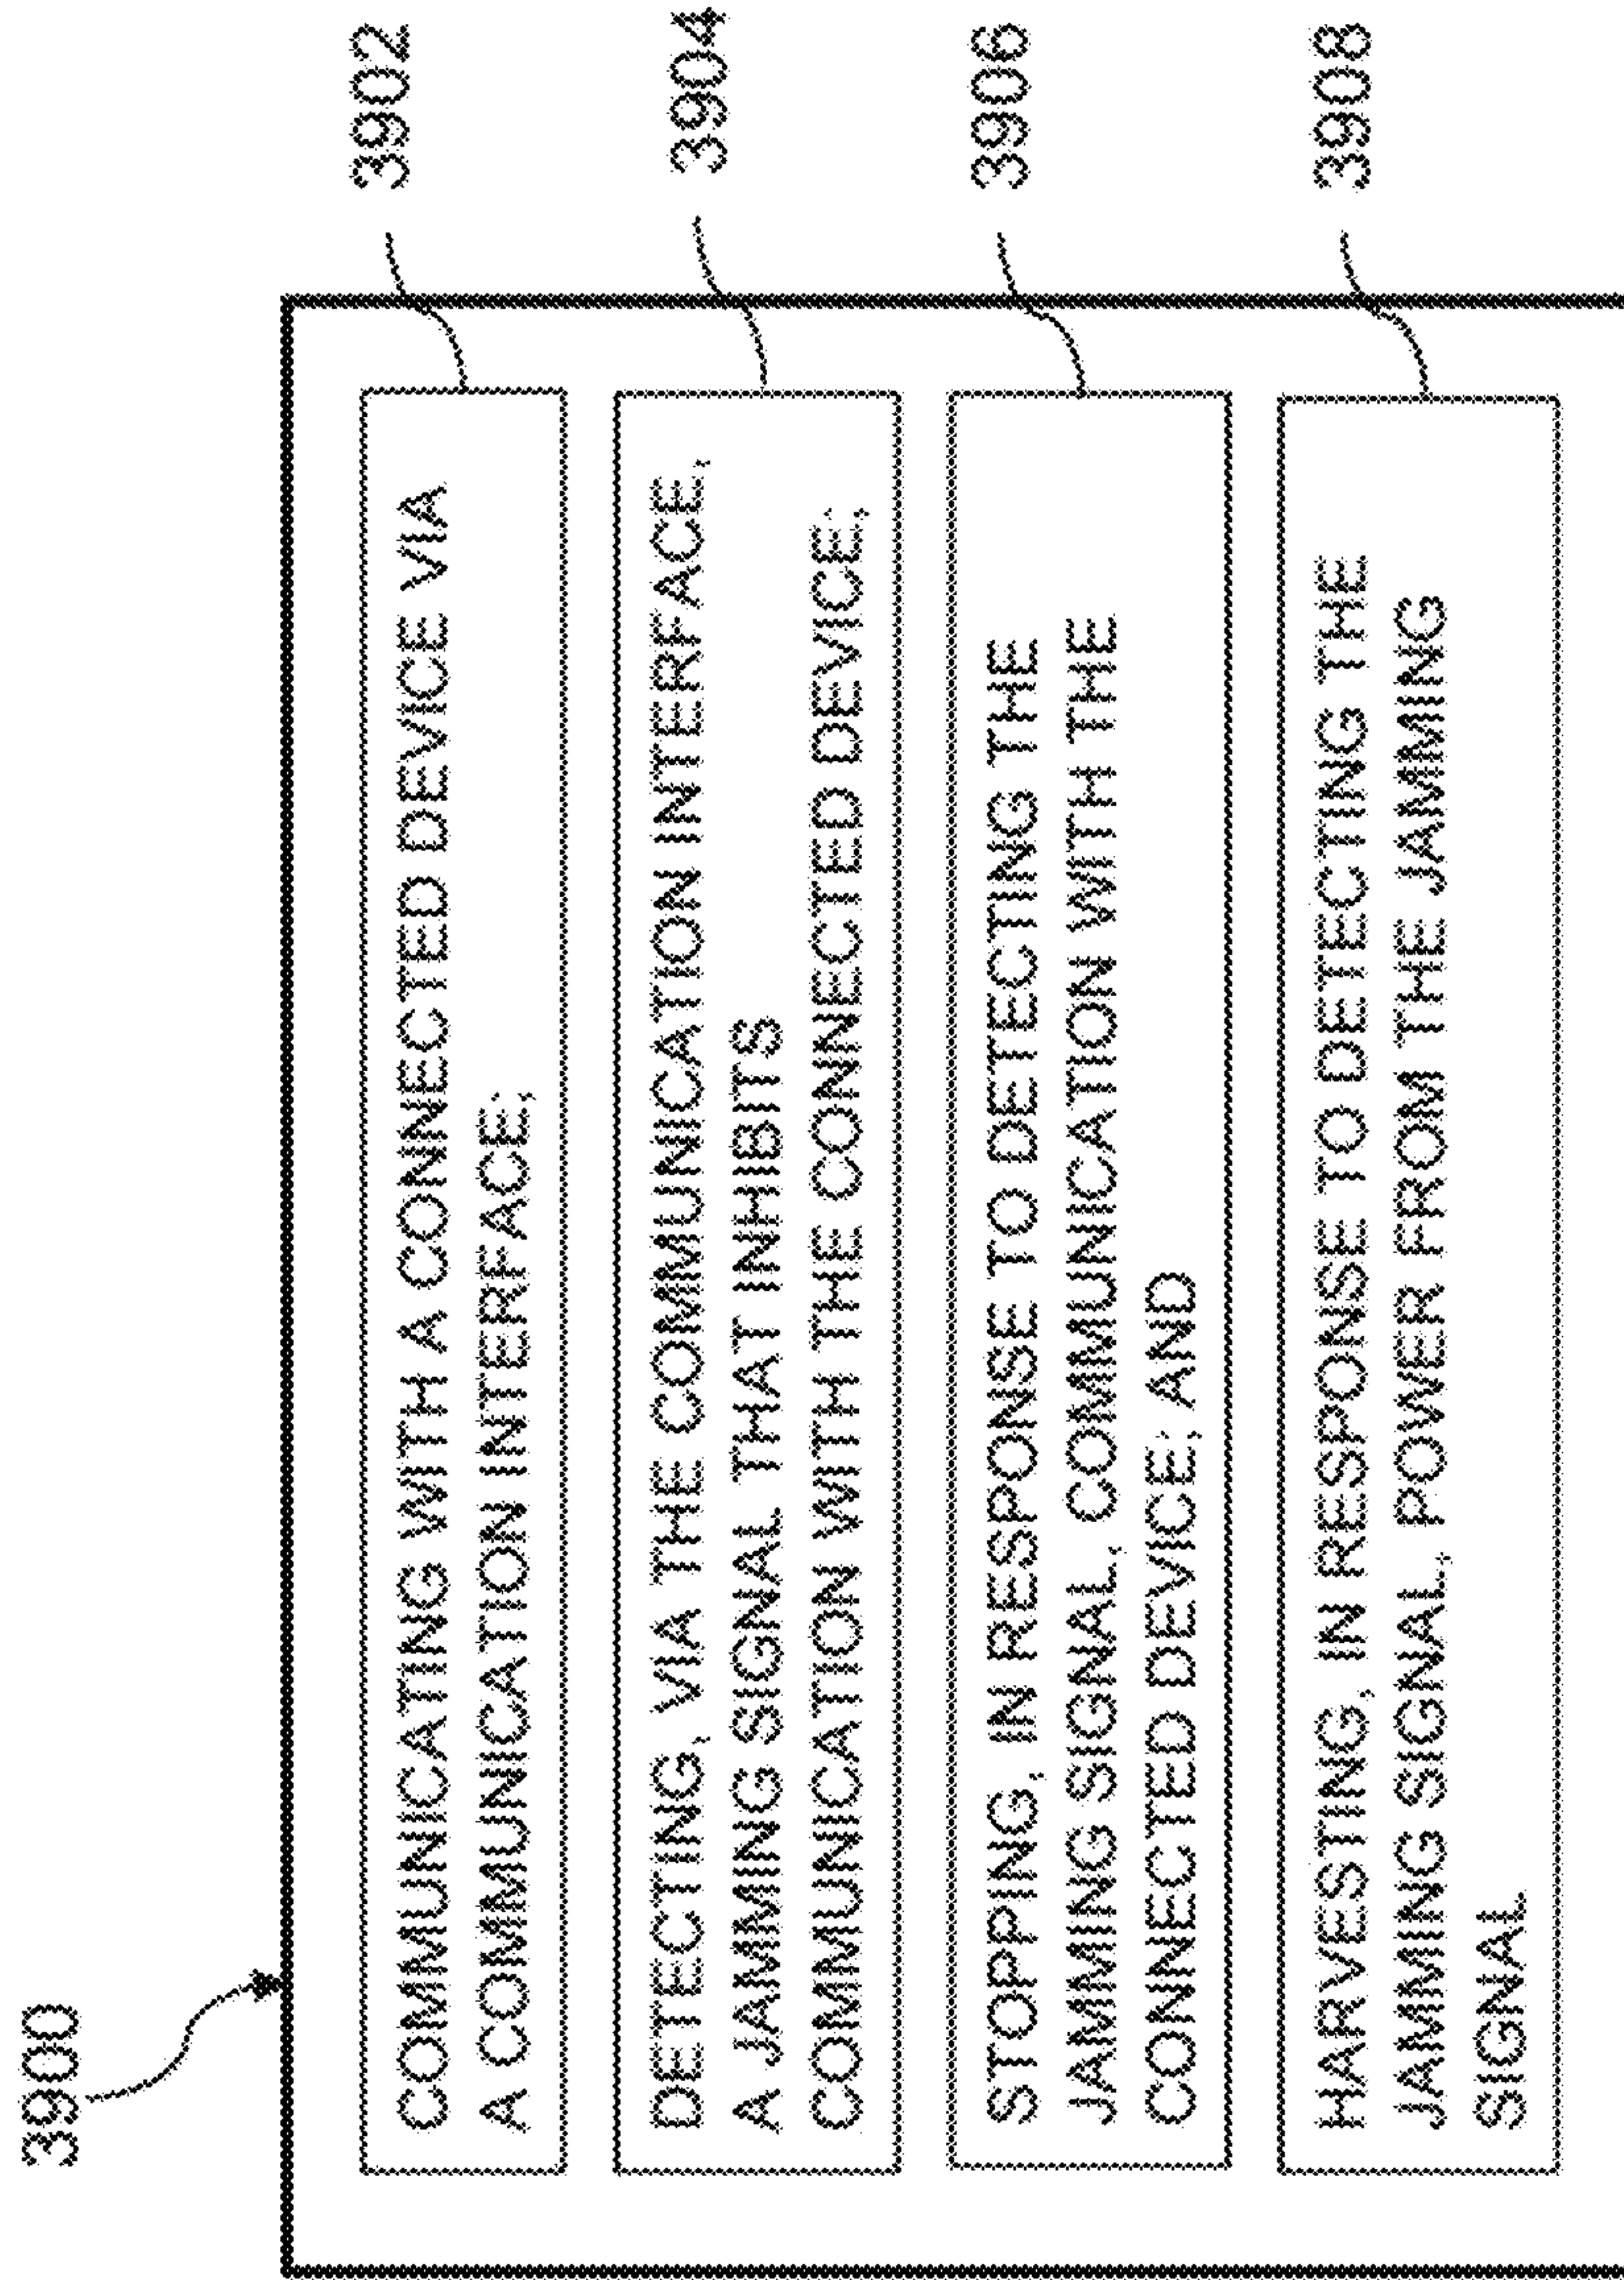 3900
COMMUNICATING WITH A CONNECTED DEVICE VIA
A COMMUNICATION INTERFACE;
3902
DETECTING, VIA THE COMMUNICATION INTERFACE,
A JAMMING SIGNAL THAT INHIBITS
COMMUNICATION WITH THE CONNECTED DEVICE;
3904
STOPPING, IN RESPONSE TO DETECTING THE
JAMMING SIGNAL, COMMUNICATION WITH THE
CONNECTED DEVICE; AND
3906
HARVESTING, IN RESPONSE TO DETECTING THE
JAMMING SIGNAL, POWER FROM THE JAMMING
SIGNAL
3908